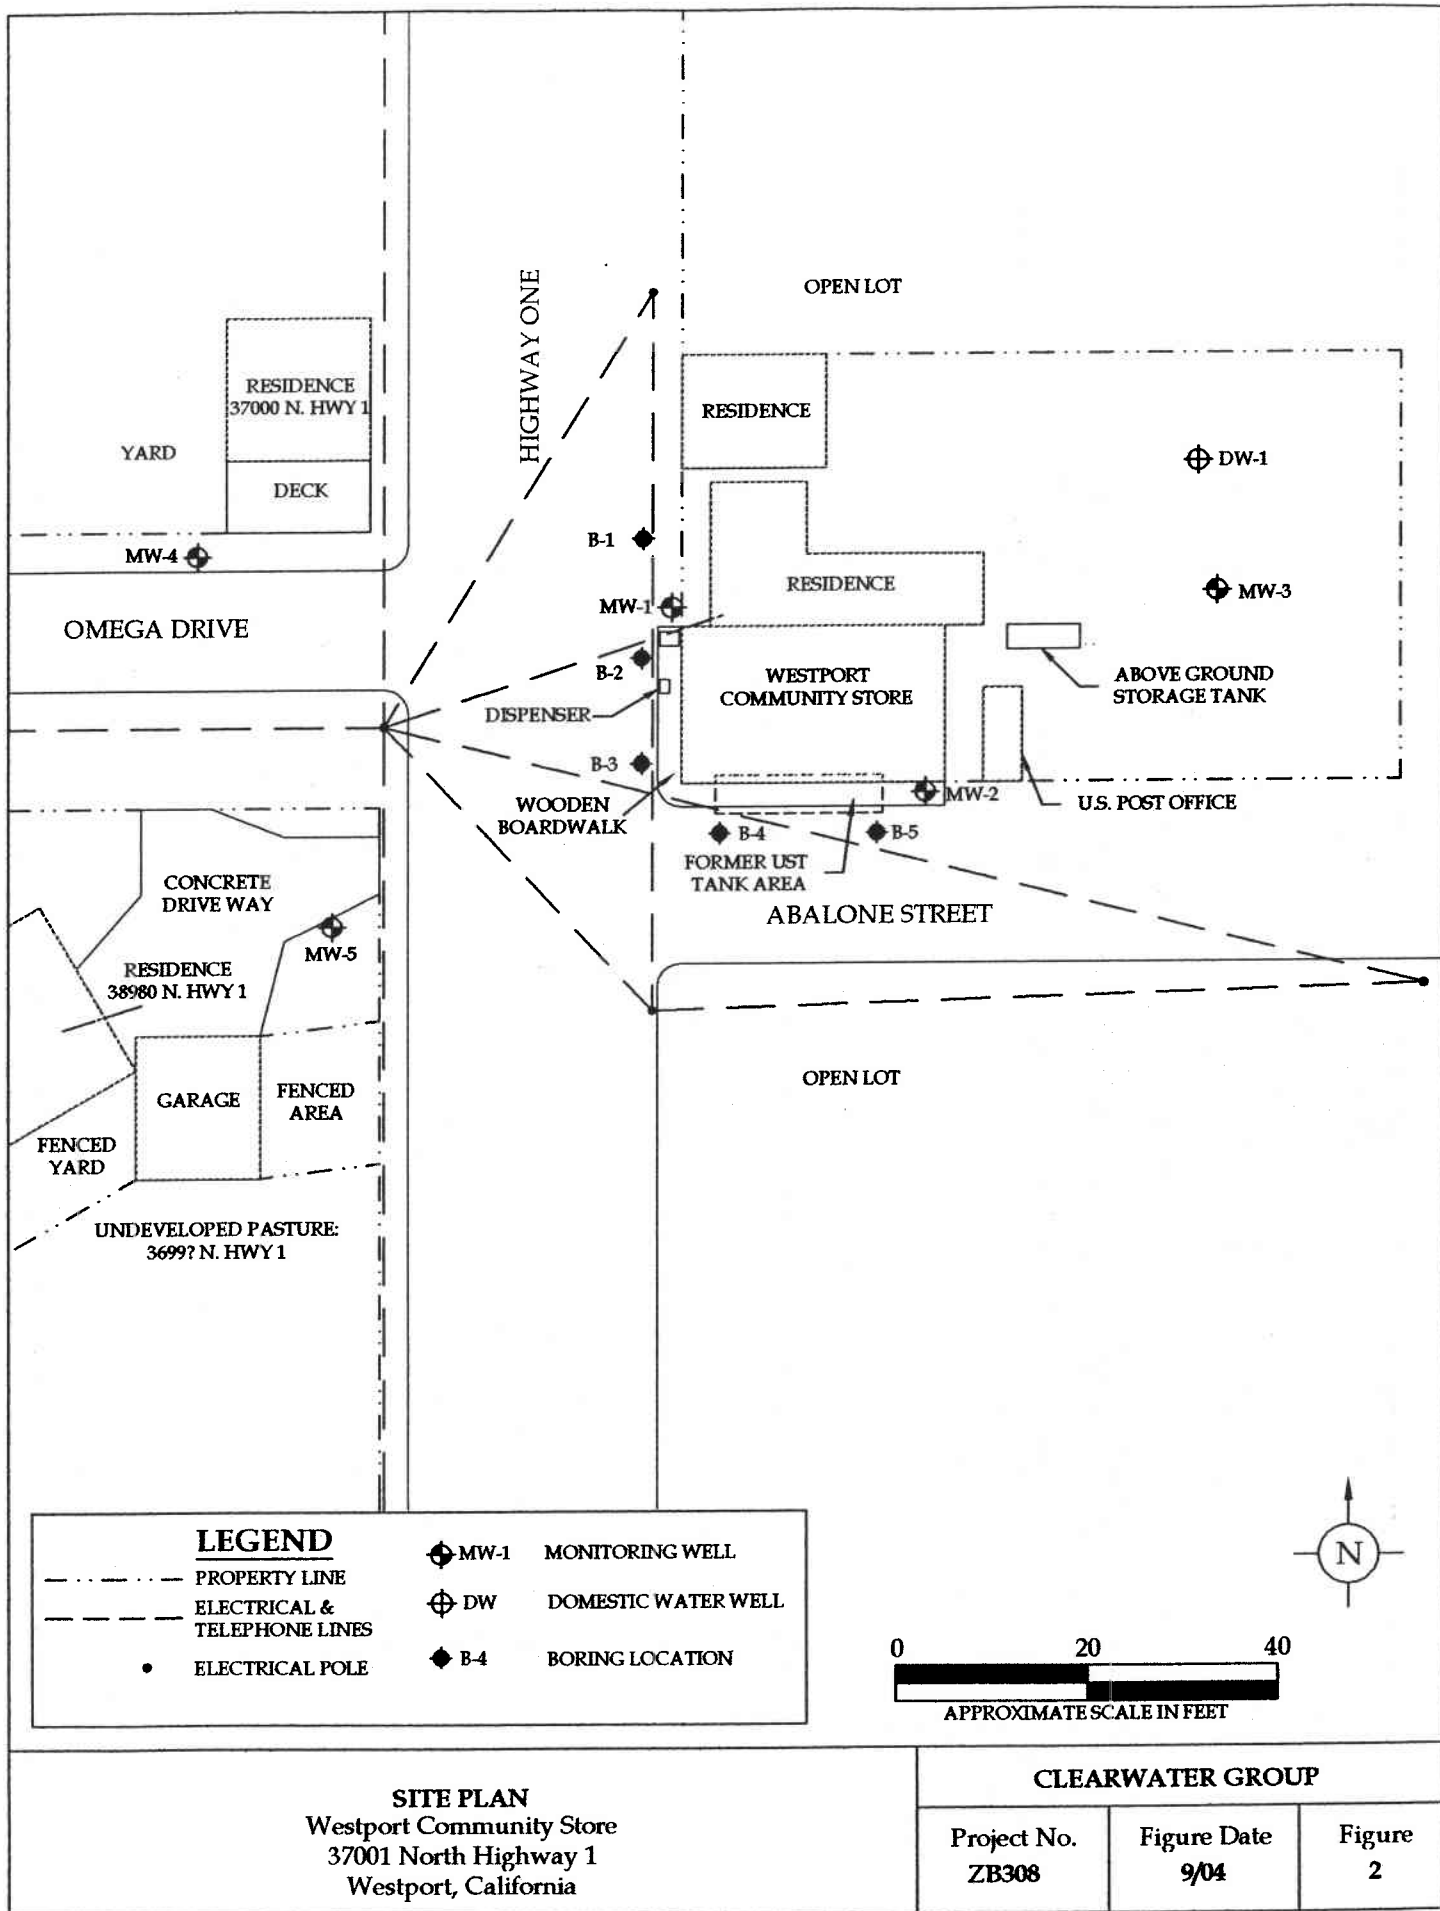 OPEN LOT
HIGHWAY ONE
RESIDENCE
37000 N. HWY 1
RESIDENCE
YARD
DW-1
DECK
B-1
MW-4
RESIDENCE
MW-3
MW-1
OMEGA DRIVE
B-2
WESTPORT
COMMUNITY STORE
ABOVE GROUND
STORAGE TANK
DISPENSER
B-3
MW-2
U.S. POST OFFICE
WOODEN
BOARDWALK
B-4
B-5
FORMER UST
TANK AREA
CONCRETE
DRIVE WAY
ABALONE STREET
MW-5
RESIDENCE
38980 N. HWY 1
OPEN LOT
GARAGE
FENCED
AREA
FENCED
YARD
UNDEVELOPED PASTURE:
3699? N. HWY 1
LEGEND
PROPERTY LINE
ELECTRICAL &
TELEPHONE LINES
ELECTRICAL POLE
MW-1 MONITORING WELL
DW DOMESTIC WATER WELL
B-4 BORING LOCATION
N
0 20 40
APPROXIMATE SCALE IN FEET
SITE PLAN
Westport Community Store
37001 North Highway 1
Westport, California
CLEARWATER GROUP
Project No.
ZB308
Figure Date
9/04
Figure
2